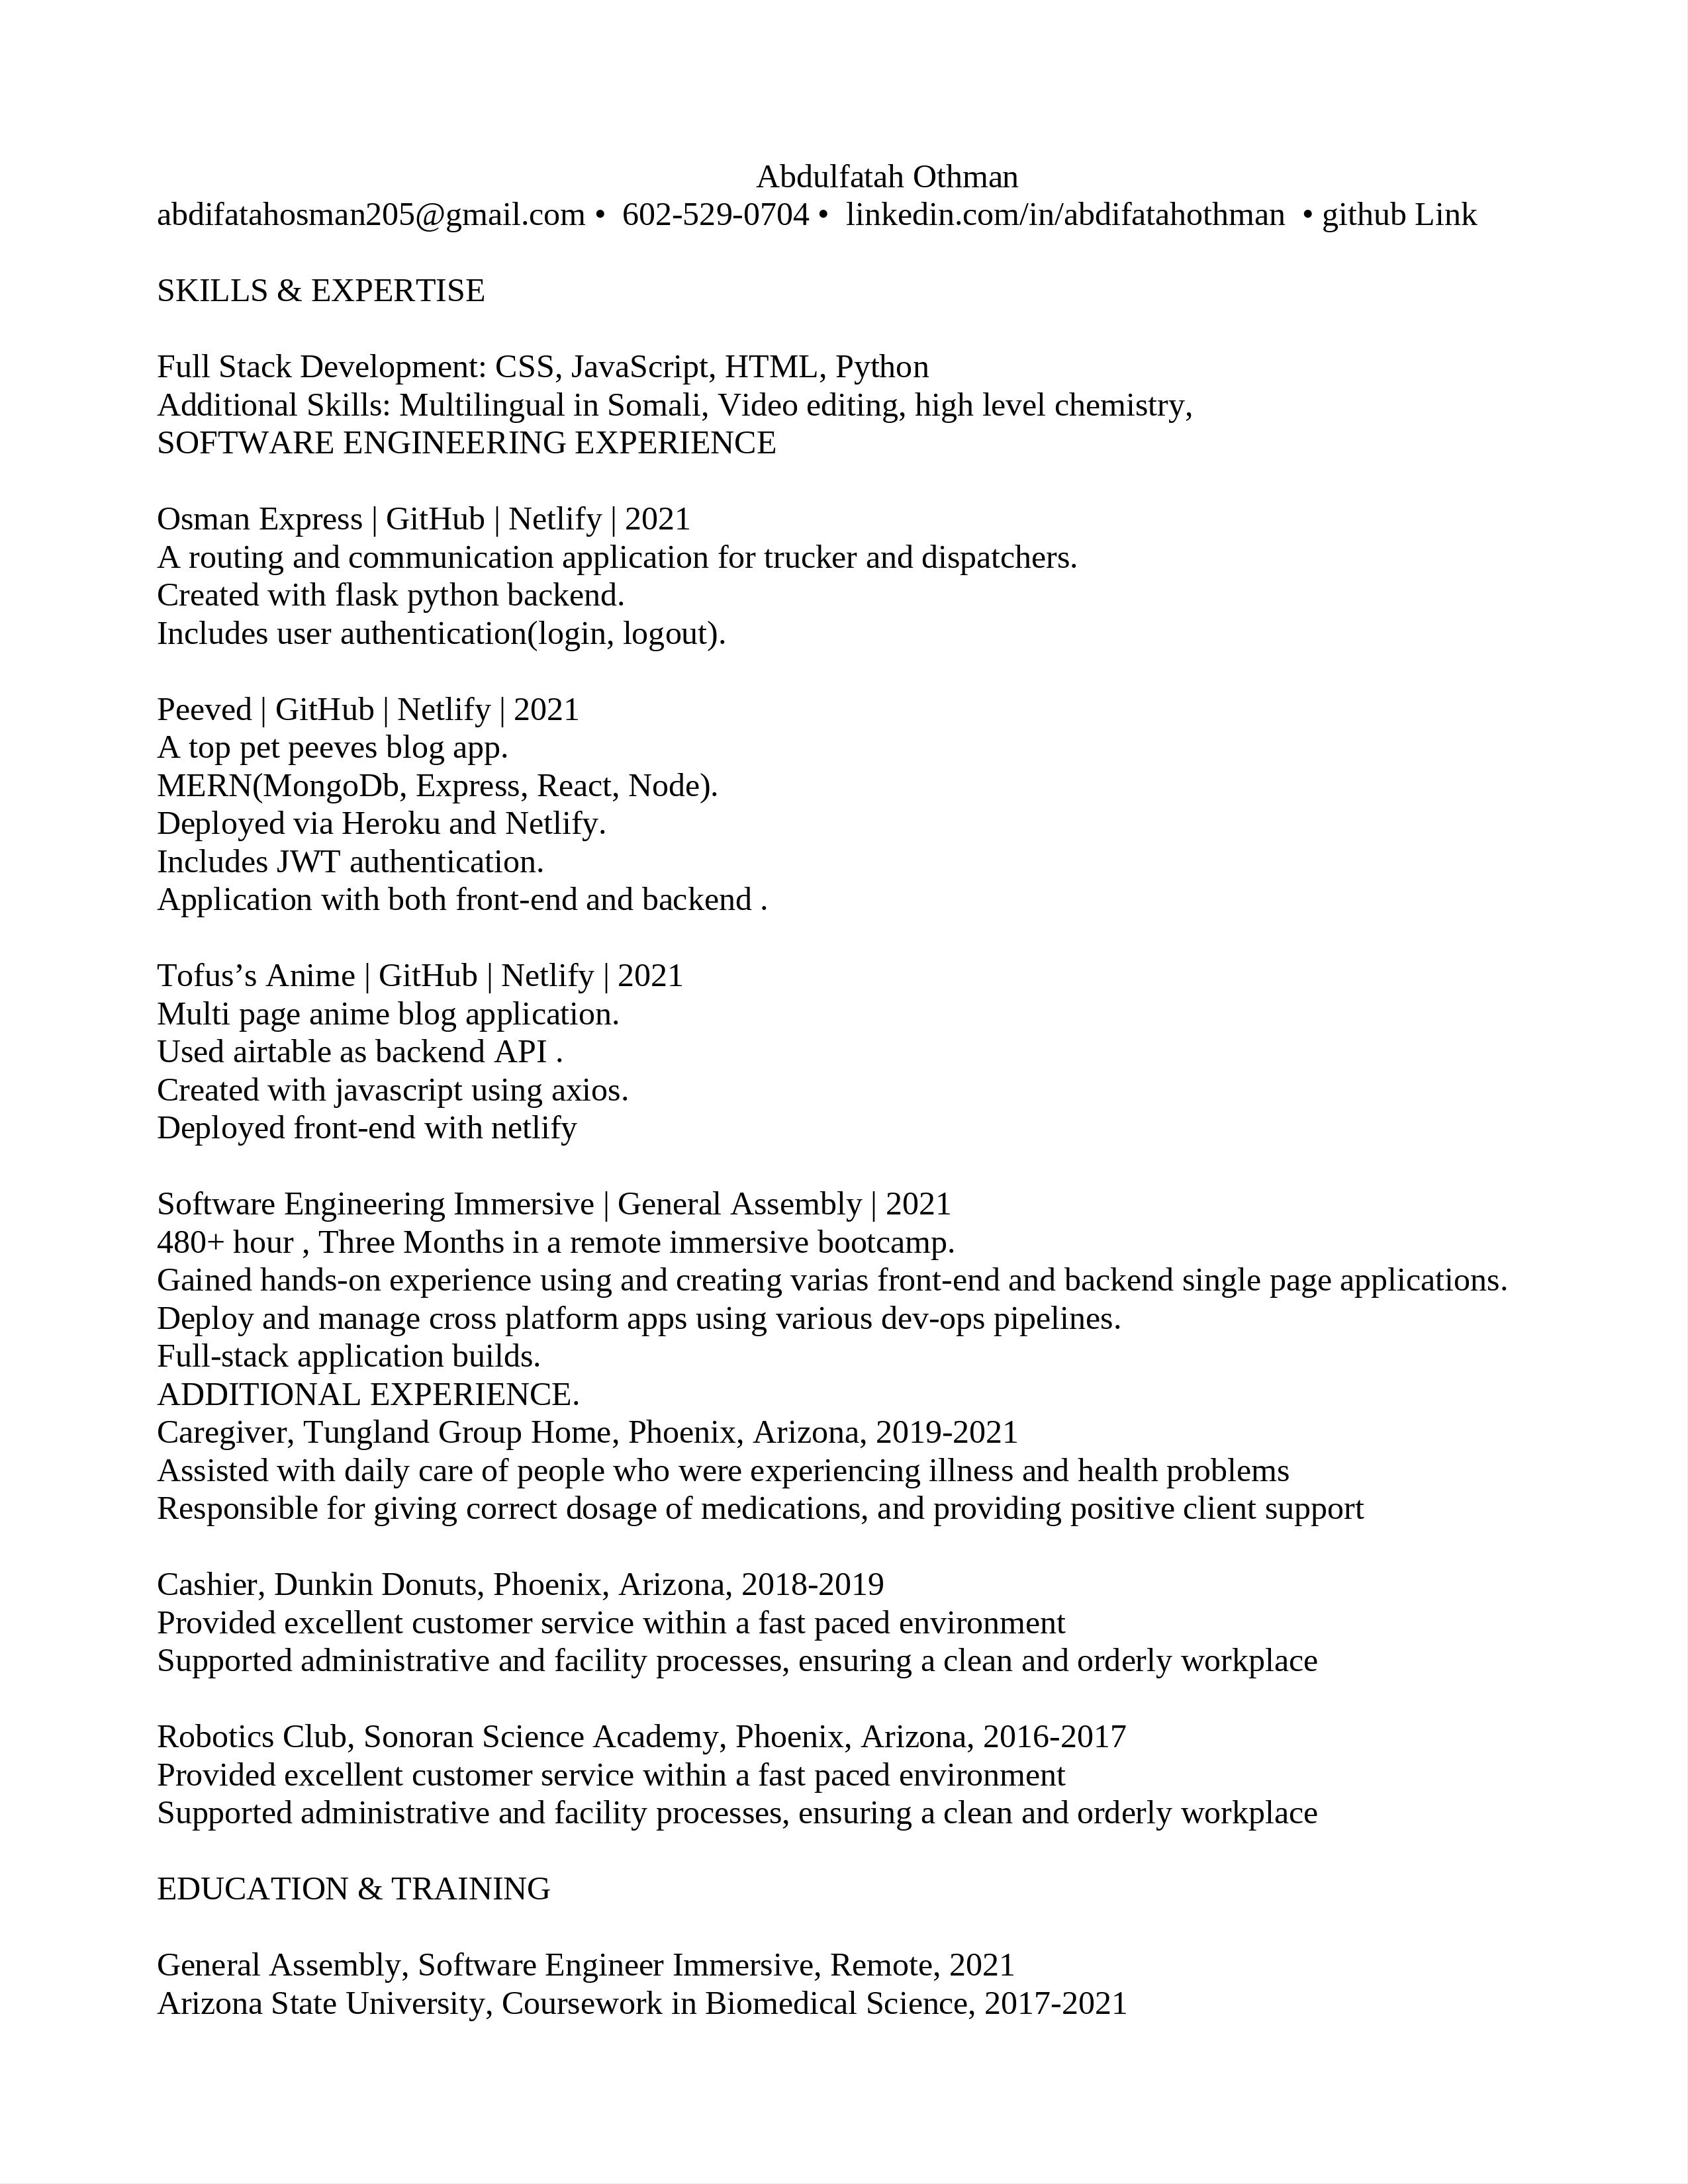 Abdulfatah Othman
abdifatahosman205@gmail.com •  602-529-0704 •  linkedin.com/in/abdifatahothman  • github Link
SKILLS & EXPERTISE
Full Stack Development: CSS, JavaScript, HTML, Python
Additional Skills: Multilingual in Somali, Video editing, high level chemistry,
SOFTWARE ENGINEERING EXPERIENCE
Osman Express | GitHub | Netlify | 2021
A routing and communication application for trucker and dispatchers.
Created with flask python backend.
Includes user authentication(login, logout).
Peeved | GitHub | Netlify | 2021
A top pet peeves blog app.
MERN(MongoDb, Express, React, Node).
Deployed via Heroku and Netlify.
Includes JWT authentication.
Application with both front-end and backend .
Tofus’s Anime | GitHub | Netlify | 2021
Multi page anime blog application.
Used airtable as backend API .
Created with javascript using axios.
Deployed front-end with netlify
Software Engineering Immersive | General Assembly | 2021
480+ hour , Three Months in a remote immersive bootcamp.
Gained hands-on experience using and creating varias front-end and backend single page applications.
Deploy and manage cross platform apps using various dev-ops pipelines.
Full-stack application builds.
ADDITIONAL EXPERIENCE.
Caregiver, Tungland Group Home, Phoenix, Arizona, 2019-2021
Assisted with daily care of people who were experiencing illness and health problems
Responsible for giving correct dosage of medications, and providing positive client support
Cashier, Dunkin Donuts, Phoenix, Arizona, 2018-2019
Provided excellent customer service within a fast paced environment
Supported administrative and facility processes, ensuring a clean and orderly workplace
Robotics Club, Sonoran Science Academy, Phoenix, Arizona, 2016-2017
Provided excellent customer service within a fast paced environment
Supported administrative and facility processes, ensuring a clean and orderly workplace
EDUCATION & TRAINING
General Assembly, Software Engineer Immersive, Remote, 2021
Arizona State University, Coursework in Biomedical Science, 2017-2021